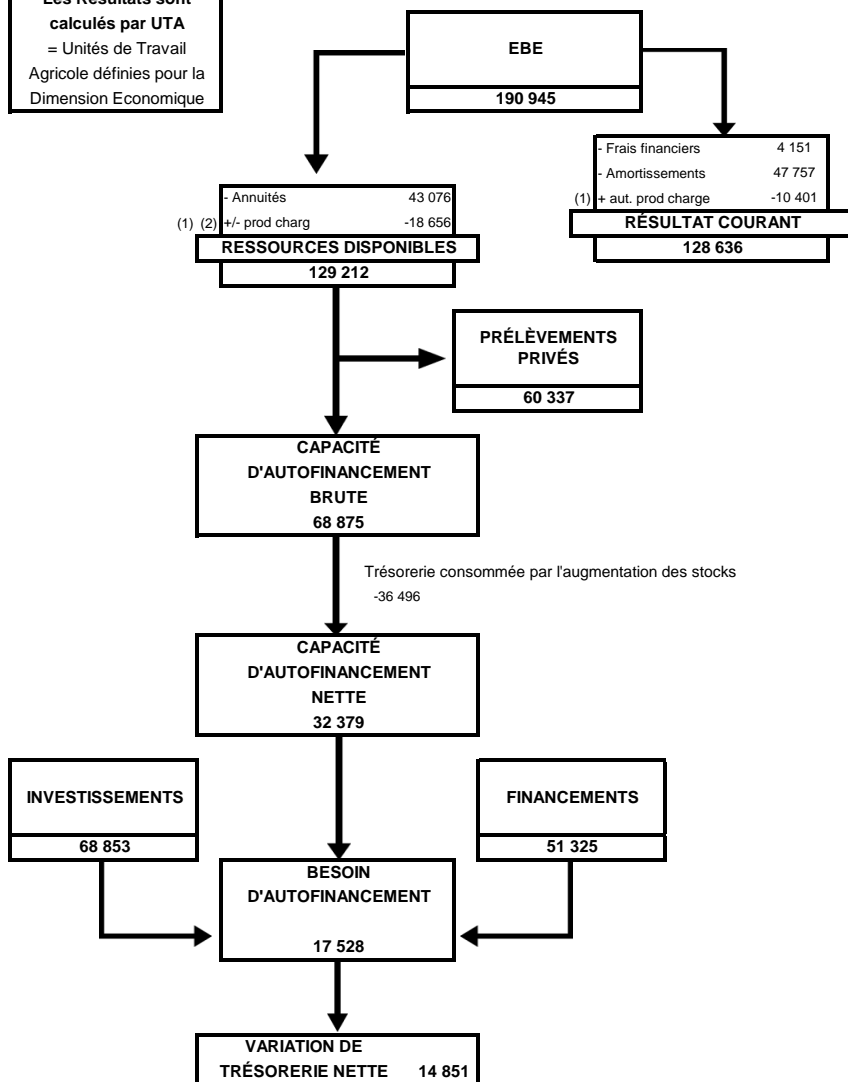 Les Résultats sont
calculés par UTA
= Unités de Travail
Agricole définies pour la
Dimension Economique
EBE
190 945
- Frais financiers 4 151
- Amortissements 47 757
(1) + aut. prod charge -10 401
RÉSULTAT COURANT
128 636
- Annuités 43 076
(1) (2) +/- prod charg -18 656
RESSOURCES DISPONIBLES
129 212
PRÉLÈVEMENTS
PRIVÉS
60 337
CAPACITÉ
D'AUTOFINANCEMENT
BRUTE
68 875
Trésorerie consommée par l'augmentation des stocks
-36 496
CAPACITÉ
D'AUTOFINANCEMENT
NETTE
32 379
INVESTISSEMENTS
68 853
FINANCEMENTS
51 325
BESOIN
D'AUTOFINANCEMENT
17 528
VARIATION DE
TRÉSORERIE NETTE 14 851